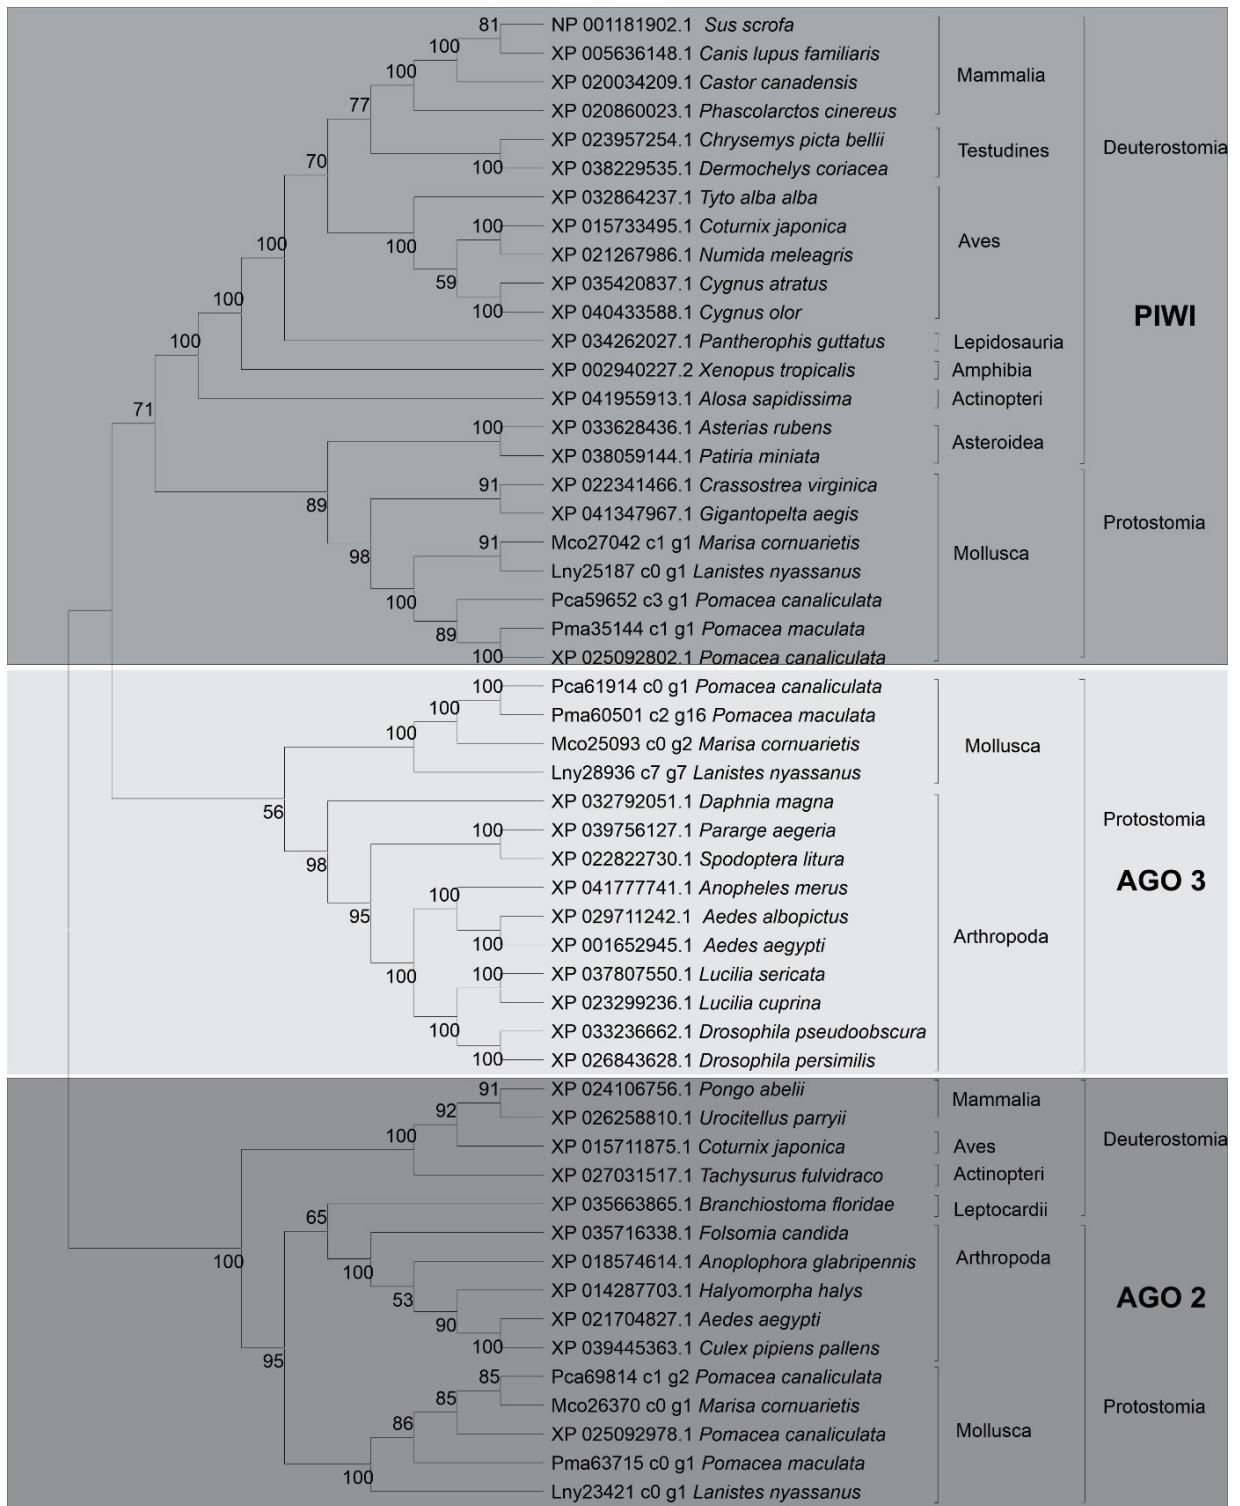 81 NP 001181902.1 Sus scrofa
100 XP 005636148.1 Canis lupus familiaris
100 XP 020034209.1 Castor canadensis
Mammalia
77 XP 020860023.1 Phascolarctos cinereus
XP 023957254.1 Chrysemys picta bellii
Testudines
Deuterostomia
70 100 XP 038229535.1 Dermochelys coriacea
XP 032864237.1 Tyto alba alba
100 100 XP 015733495.1 Coturnix japonica
Aves
100 XP 021267986.1 Numida meleagris
59 XP 035420837.1 Cygnus atratus
100 100 XP 040433588.1 Cygnus olor
PIWI
100 XP 034262027.1 Pantherophis guttatus Lepidosauria
XP 002940227.2 Xenopus tropicalis Amphibia
71 XP 041955913.1 Alosa sapidissima Actinopteri
100 XP 033628436.1 Asterias rubens
Asteroidea
XP 038059144.1 Patiria miniata
91 XP 022341466.1 Crassostrea virginica
89 XP 041347967.1 Gigantopelta aegis
Protostomia
91 Mco27042 c1 g1 Marisa cornuarietis
98 Mollusca
Lny25187 c0 g1 Lanistes nyassanus
100 Pca59652 c3 g1 Pomacea canaliculata
89 Pma35144 c1 g1 Pomacea maculata
100 XP 025092802.1 Pomacea canaliculata
100 Pca61914 c0 g1 Pomacea canaliculata
100 Pma60501 c2 g16 Pomacea maculata
100 Mco25093 c0 g2 Marisa cornuarietis
Mollusca
Lny28936 c7 g7 Lanistes nyassanus
56 XP 032792051.1 Daphnia magna
Protostomia
100 XP 039756127.1 Pararge aegeria
98 XP 022822730.1 Spodoptera litura
AGO 3
100 XP 041777741.1 Anopheles merus
95 XP 029711242.1 Aedes albopictus
Arthropoda
100 XP 001652945.1 Aedes aegypti
100 100 XP 037807550.1 Lucilia sericata
XP 023299236.1 Lucilia cuprina
100 XP 033236662.1 Drosophila pseudoobscura
100 XP 026843628.1 Drosophila persimilis
91 XP 024106756.1 Pongo abelii
Mammalia
92 XP 026258810.1 Urocitellus parryii
100 XP 015711875.1 Coturnix japonica Aves Deuterostomia
XP 027031517.1 Tachysurus fulvidraco Actinopteri
65 XP 035663865.1 Branchiostoma floridae Leptocardii
XP 035716338.1 Folsomia candida
100 100 XP 018574614.1 Anoplophora glabripennis Arthropoda
53 XP 014287703.1 Halyomorpha halys
AGO 2
90 XP 021704827.1 Aedes aegypti
95 100 XP 039445363.1 Culex pipiens pallens
85 Pca69814 c1 g2 Pomacea canaliculata
85 Mco26370 c0 g1 Marisa cornuarietis Protostomia
86 XP 025092978.1 Pomacea canaliculata Mollusca
Pma63715 c0 g1 Pomacea maculata
100 Lny23421 c0 g1 Lanistes nyassanus